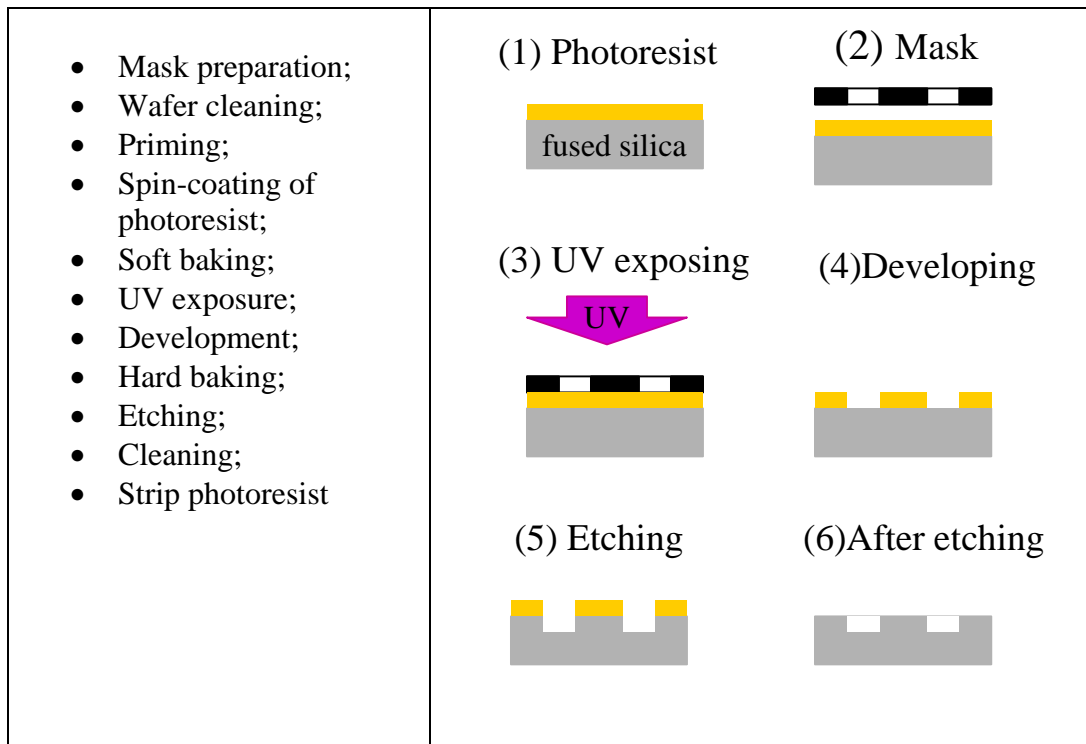 • Mask preparation;
• Wafer cleaning;
• Priming;
• Spin-coating of
photoresist;
• Soft baking;
• UV exposure;
• Development;
• Hard baking;
• Etching;
• Cleaning;
• Strip photoresist
(1) Photoresist
fused silica
(2) Mask
(3) UV exposing
UV
(4)Developing
(5) Etching
(6)After etching